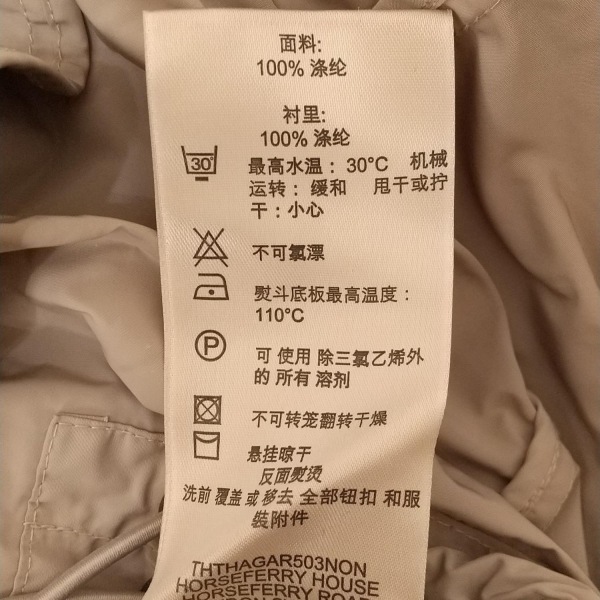 面料:
100% 涤纶
衬里:
100% 涤纶
30°
最高水温： 30°C 机械
运转： 缓和 甩干或拧
干：小心
不可氯漂
熨斗底板最高温度：
110°C
P
可 使用 除三氯乙烯外
的 所有 溶剂
不可转笼翻转干燥
悬挂晾干
反面熨烫
洗前 覆盖 或 移去 全部钮扣 和服
裝附件
THTHAGAR503NON
HORSEFERRY HOUSE
HORSEFERRY ROAD